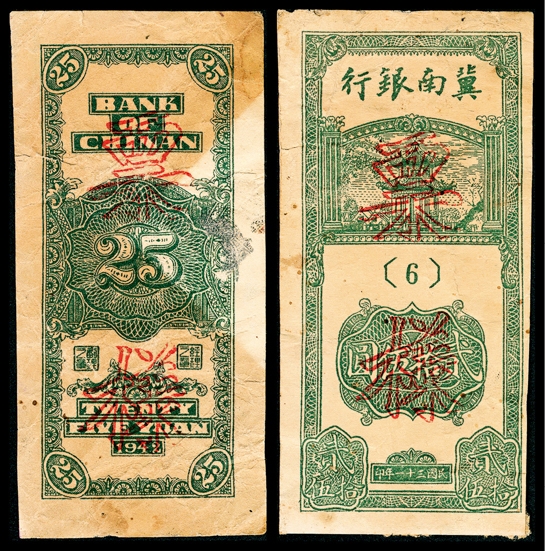 25 25
BANK
OF
CHINAN
25
TWENTY
FIVE YUAN
1942
25 25
冀南銀行
〔6〕
貳拾伍圓
貳拾伍 貳拾伍
民國三十一年印